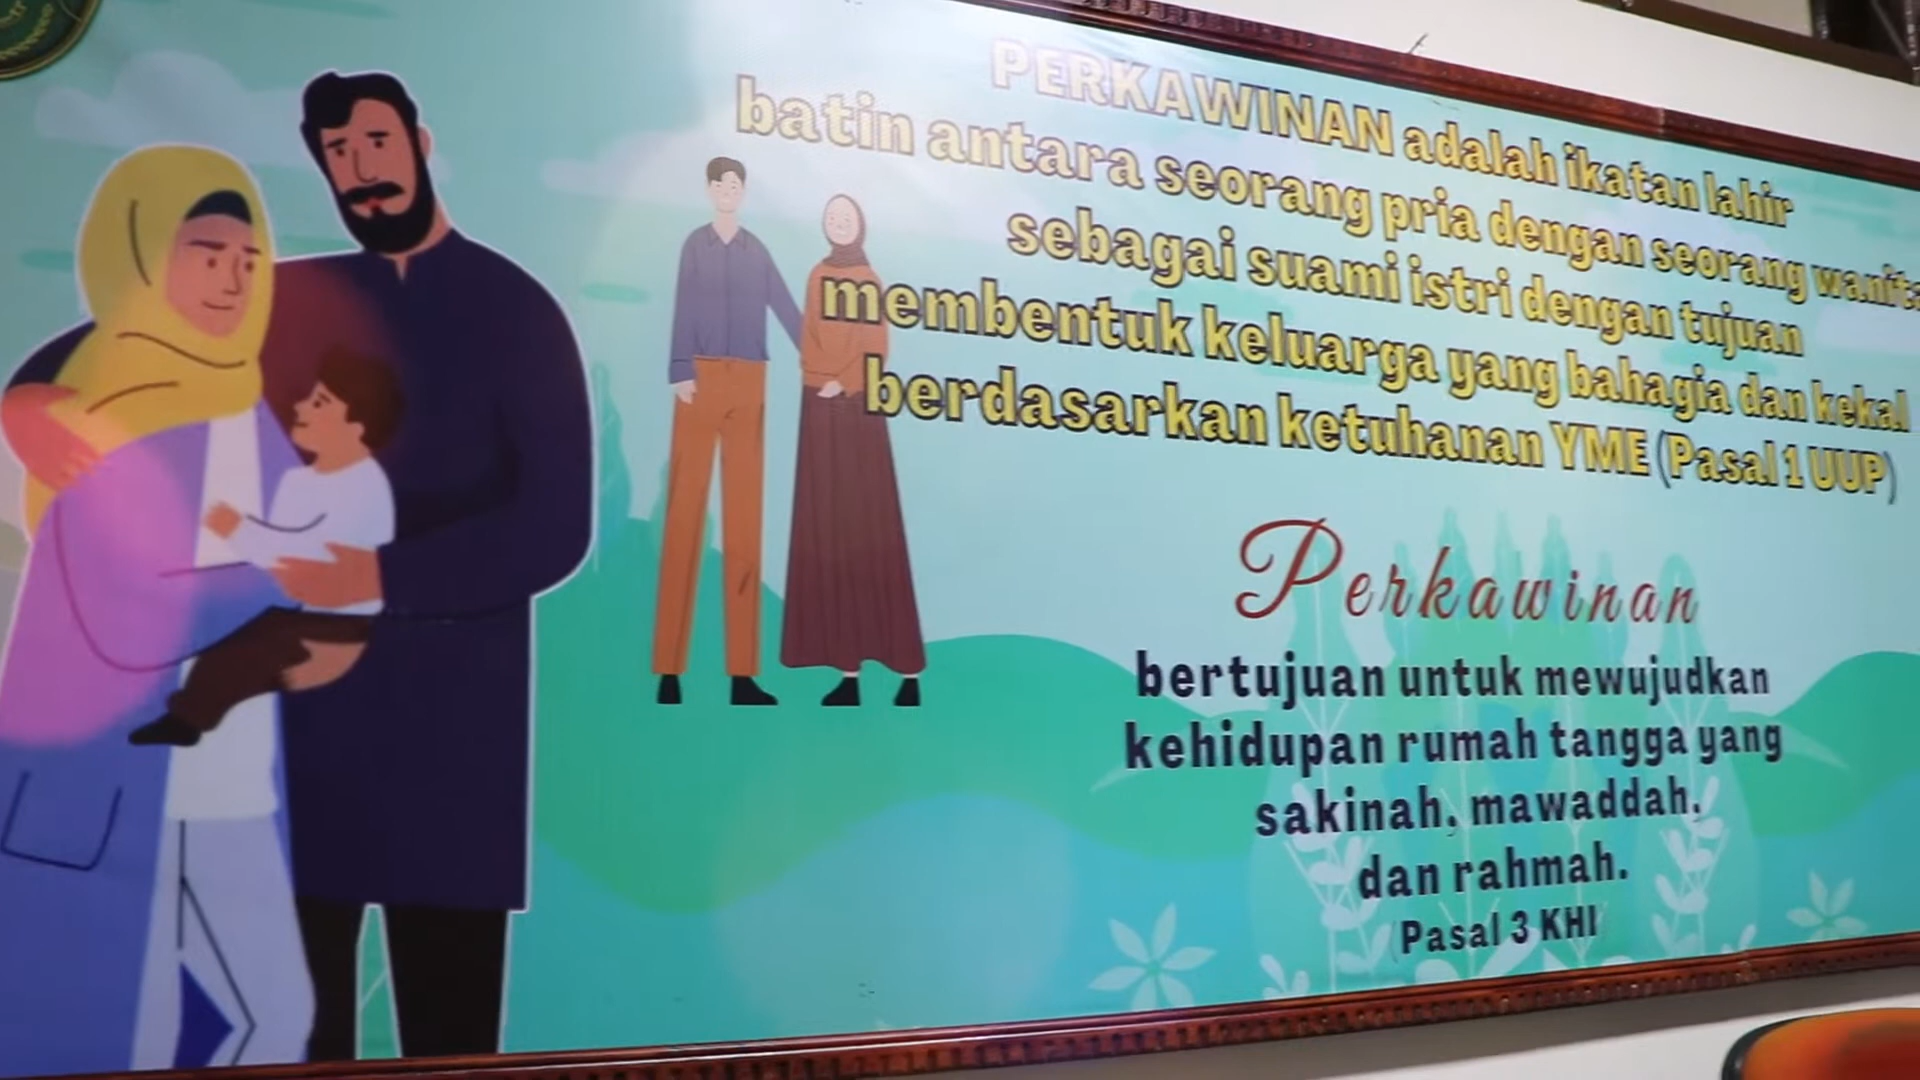 PERKAWINAN adalah ikatan lahir
batin antara seorang pria dengan seorang wanita
sebagai suami istri dengan tujuan
membentuk keluarga yang bahagia dan kekal
berdasarkan ketuhanan YME (Pasal 1 UUP)
Perkawinan
bertujuan untuk mewujudkan
kehidupan rumah tangga yang
sakinah, mawaddah,
dan rahmah.
(Pasal 3 KHI